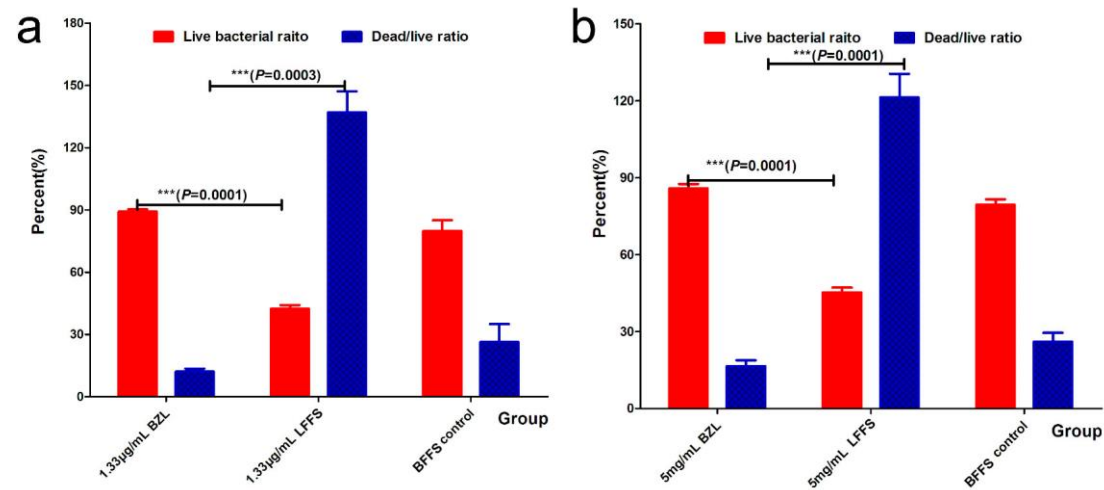 a
180
150
120
90
60
30
0
Percent(%)
Live bacterial raito
Dead/live ratio
***(P=0.0003)
***(P=0.0001)
1.33μg/mL BZL
1.33μg/mL LFFS
BFFS control
Group
b
150
120
90
60
30
0
Percent(%)
Live bacterial raito
Dead/live ratio
***(P=0.0001)
***(P=0.0001)
5mg/mL BZL
5mg/mL LFFS
BFFS control
Group